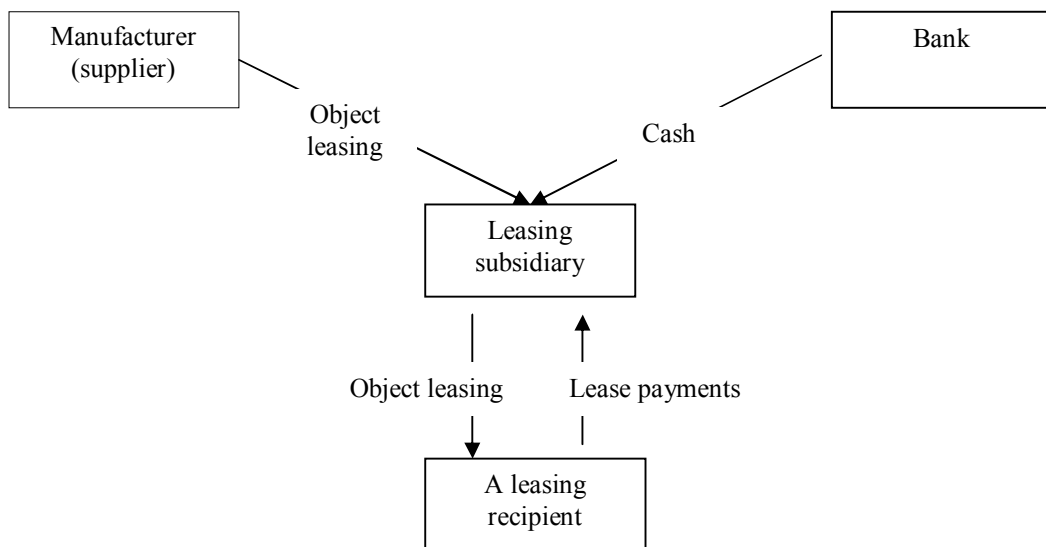 Manufacturer
(supplier)
Bank
Object
leasing
Cash
Leasing
subsidiary
Object leasing
Lease payments
A leasing
recipient